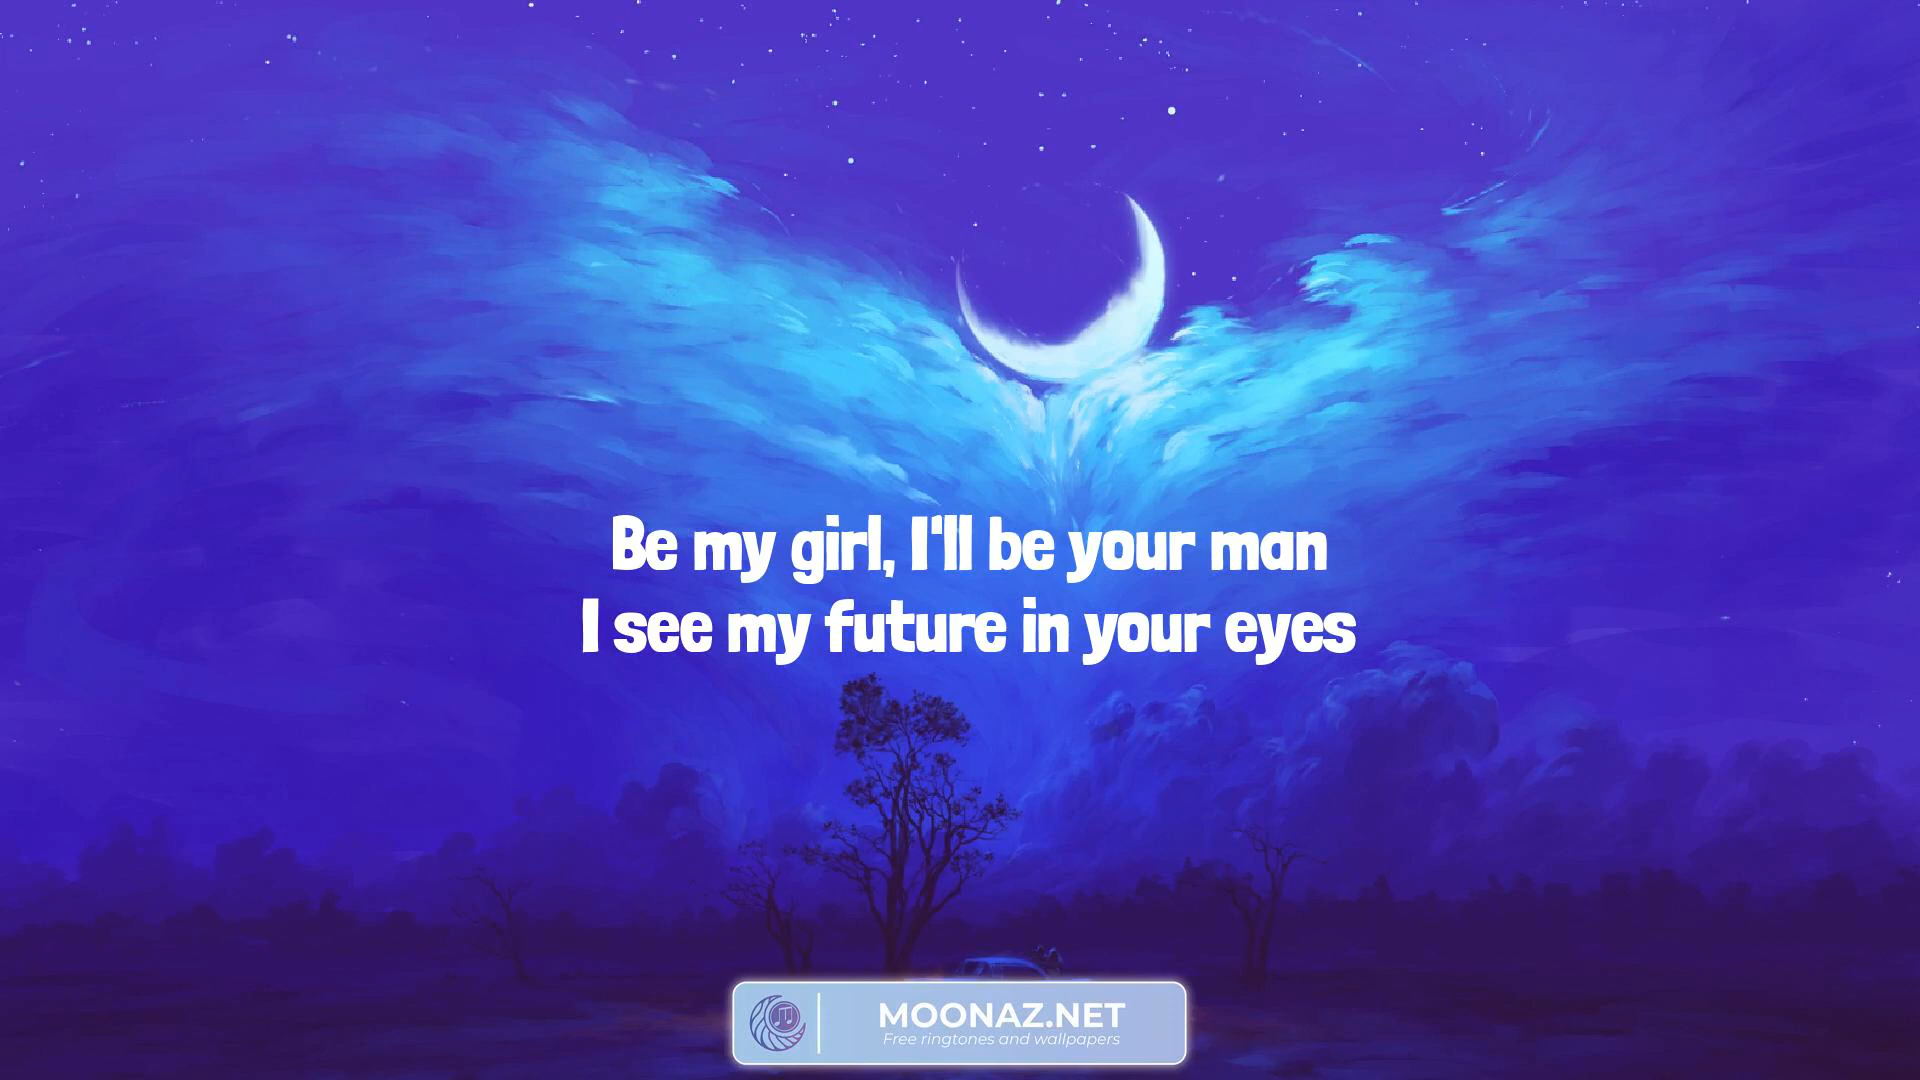 Be my girl, I'll be your man
I see my future in your eyes
MOONAZ.NET
Free ringtones and wallpapers